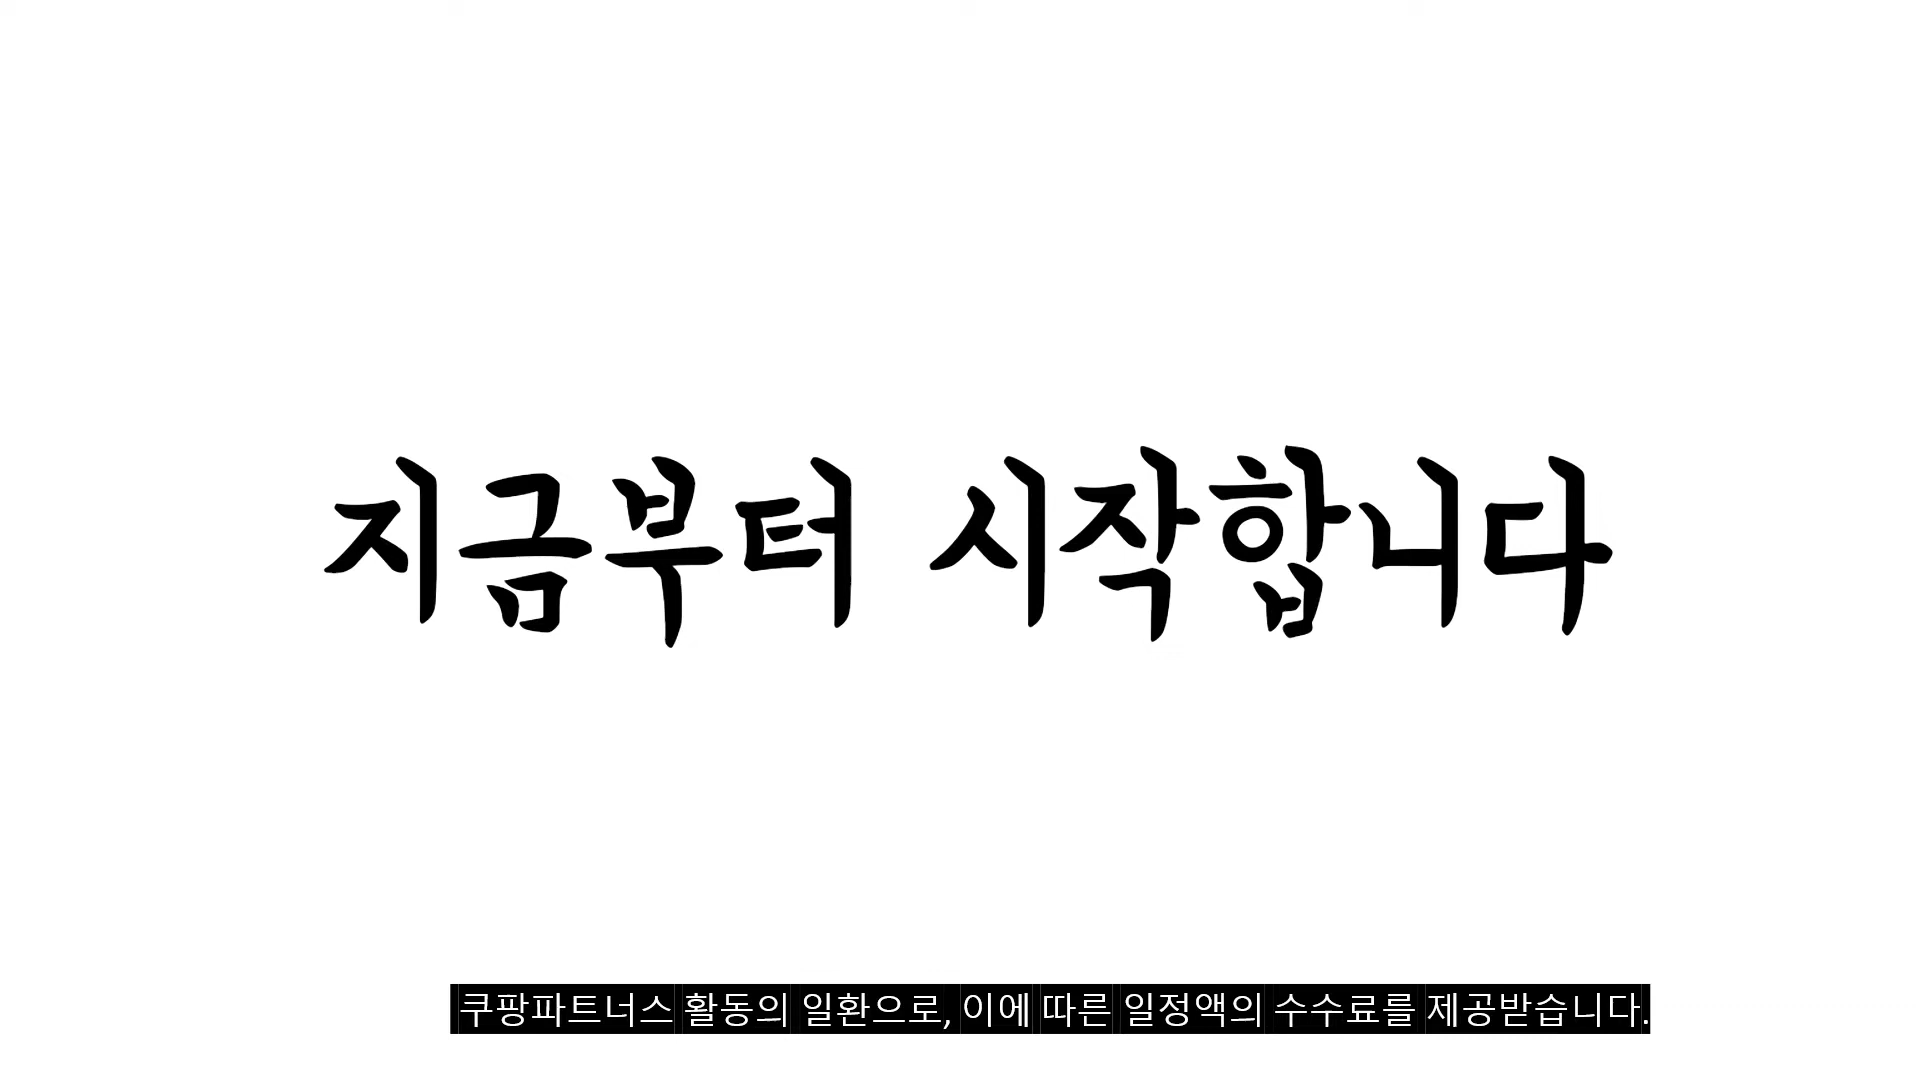 지금부터 시작합니다
쿠팡파트너스 활동의 일환으로, 이에 따른 일정액의 수수료를 제공받습니다.